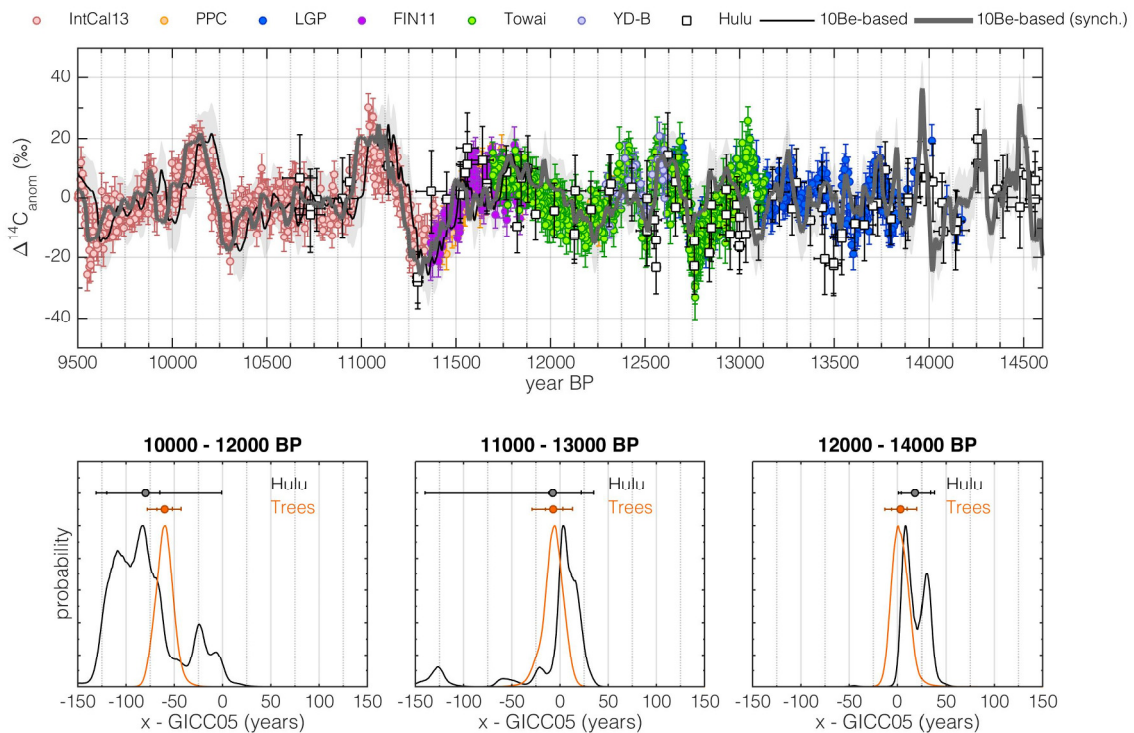 IntCal13 PPC LGP FIN11 Towai YD-B Hulu 10Be-based 10Be-based (synch.)
40
20
0
-20
-40
Δ¹⁴C anom (‰)
9500 10000 10500 11000 11500 12000 12500 13000 13500 14000 14500
year BP
10000 - 12000 BP 11000 - 13000 BP 12000 - 14000 BP
Hulu Hulu Hulu
Trees Trees Trees
probability
-150 -100 -50 0 50 100 150 -150 -100 -50 0 50 100 150 -150 -100 -50 0 50 100 150
x - GICC05 (years) x - GICC05 (years) x - GICC05 (years)